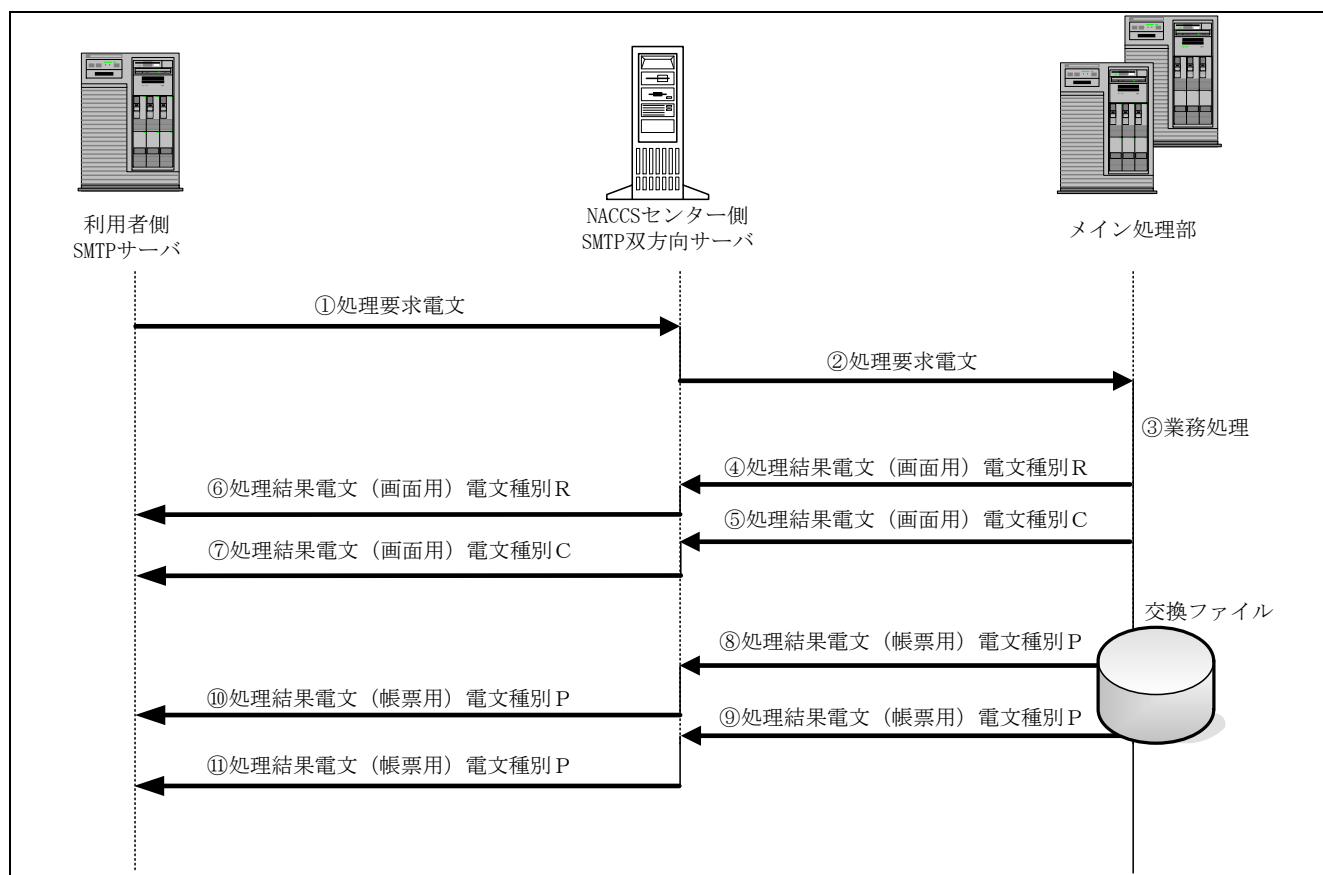 利用者側
SMTPサーバ
NACCSセンター側
SMTP双方向サーバ
メイン処理部
①処理要求電文
②処理要求電文
③業務処理
④処理結果電文（画面用）電文種別Ｒ
⑥処理結果電文（画面用）電文種別Ｒ
⑤処理結果電文（画面用）電文種別Ｃ
⑦処理結果電文（画面用）電文種別Ｃ
交換ファイル
⑧処理結果電文（帳票用）電文種別Ｐ
⑩処理結果電文（帳票用）電文種別Ｐ
⑨処理結果電文（帳票用）電文種別Ｐ
⑪処理結果電文（帳票用）電文種別Ｐ